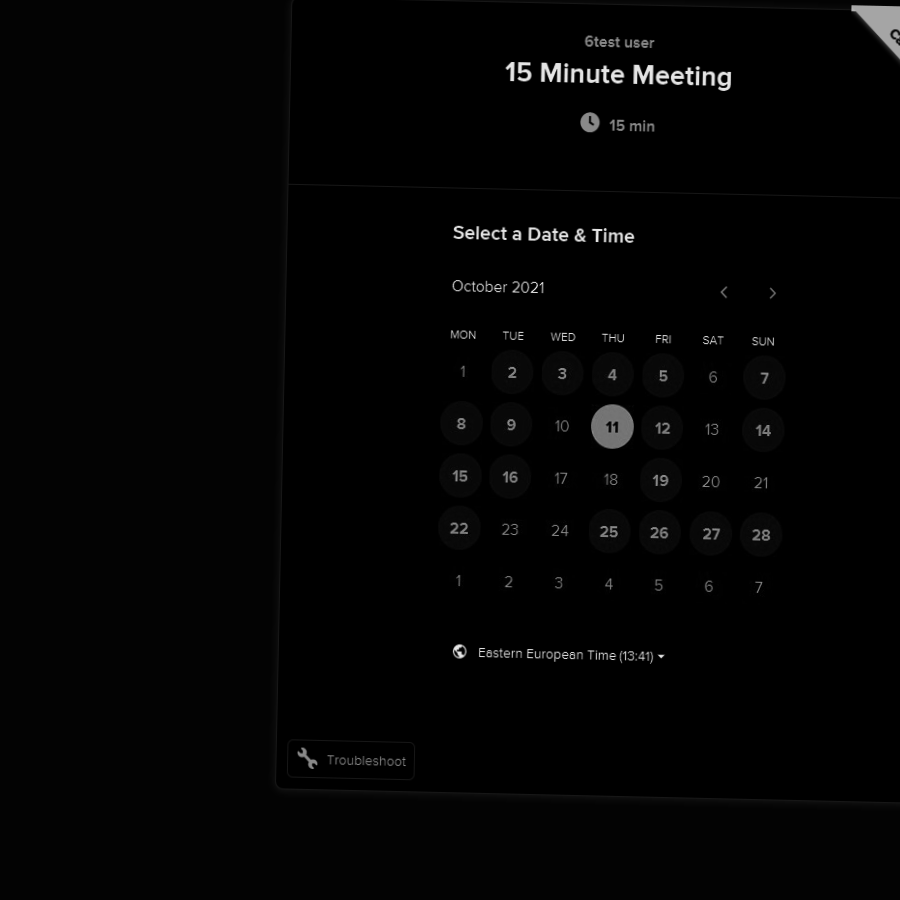 6test user
15 Minute Meeting
15 min
Select a Date & Time
October 2021
MON TUE WED THU FRI SAT SUN
1 2 3 4 5 6 7
8 9 10 11 12 13 14
15 16 17 18 19 20 21
22 23 24 25 26 27 28
1 2 3 4 5 6 7
Eastern European Time (13:41)
Troubleshoot